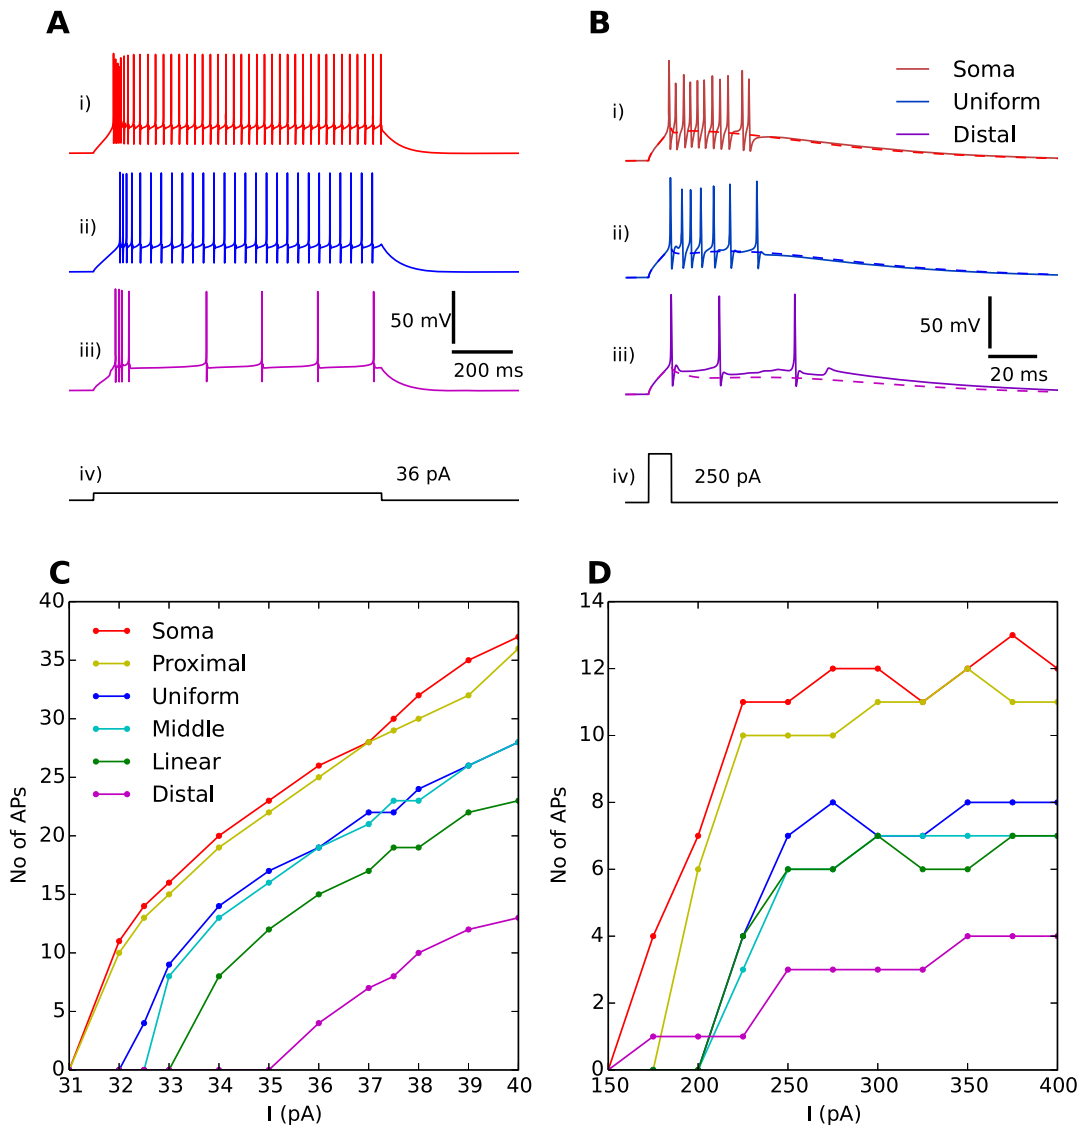 A
B
i)
ii)
iii)
50 mV
200 ms
iv)
36 pA
i)
Soma
Uniform
Distal
ii)
iii)
50 mV
20 ms
iv)
250 pA
C
40
35
30
25
20
15
10
5
0
No of APs
Soma
Proximal
Uniform
Middle
Linear
Distal
31 32 33 34 35 36 37 38 39 40
I (pA)
D
14
12
10
8
6
4
2
0
No of APs
150 200 250 300 350 400
I (pA)